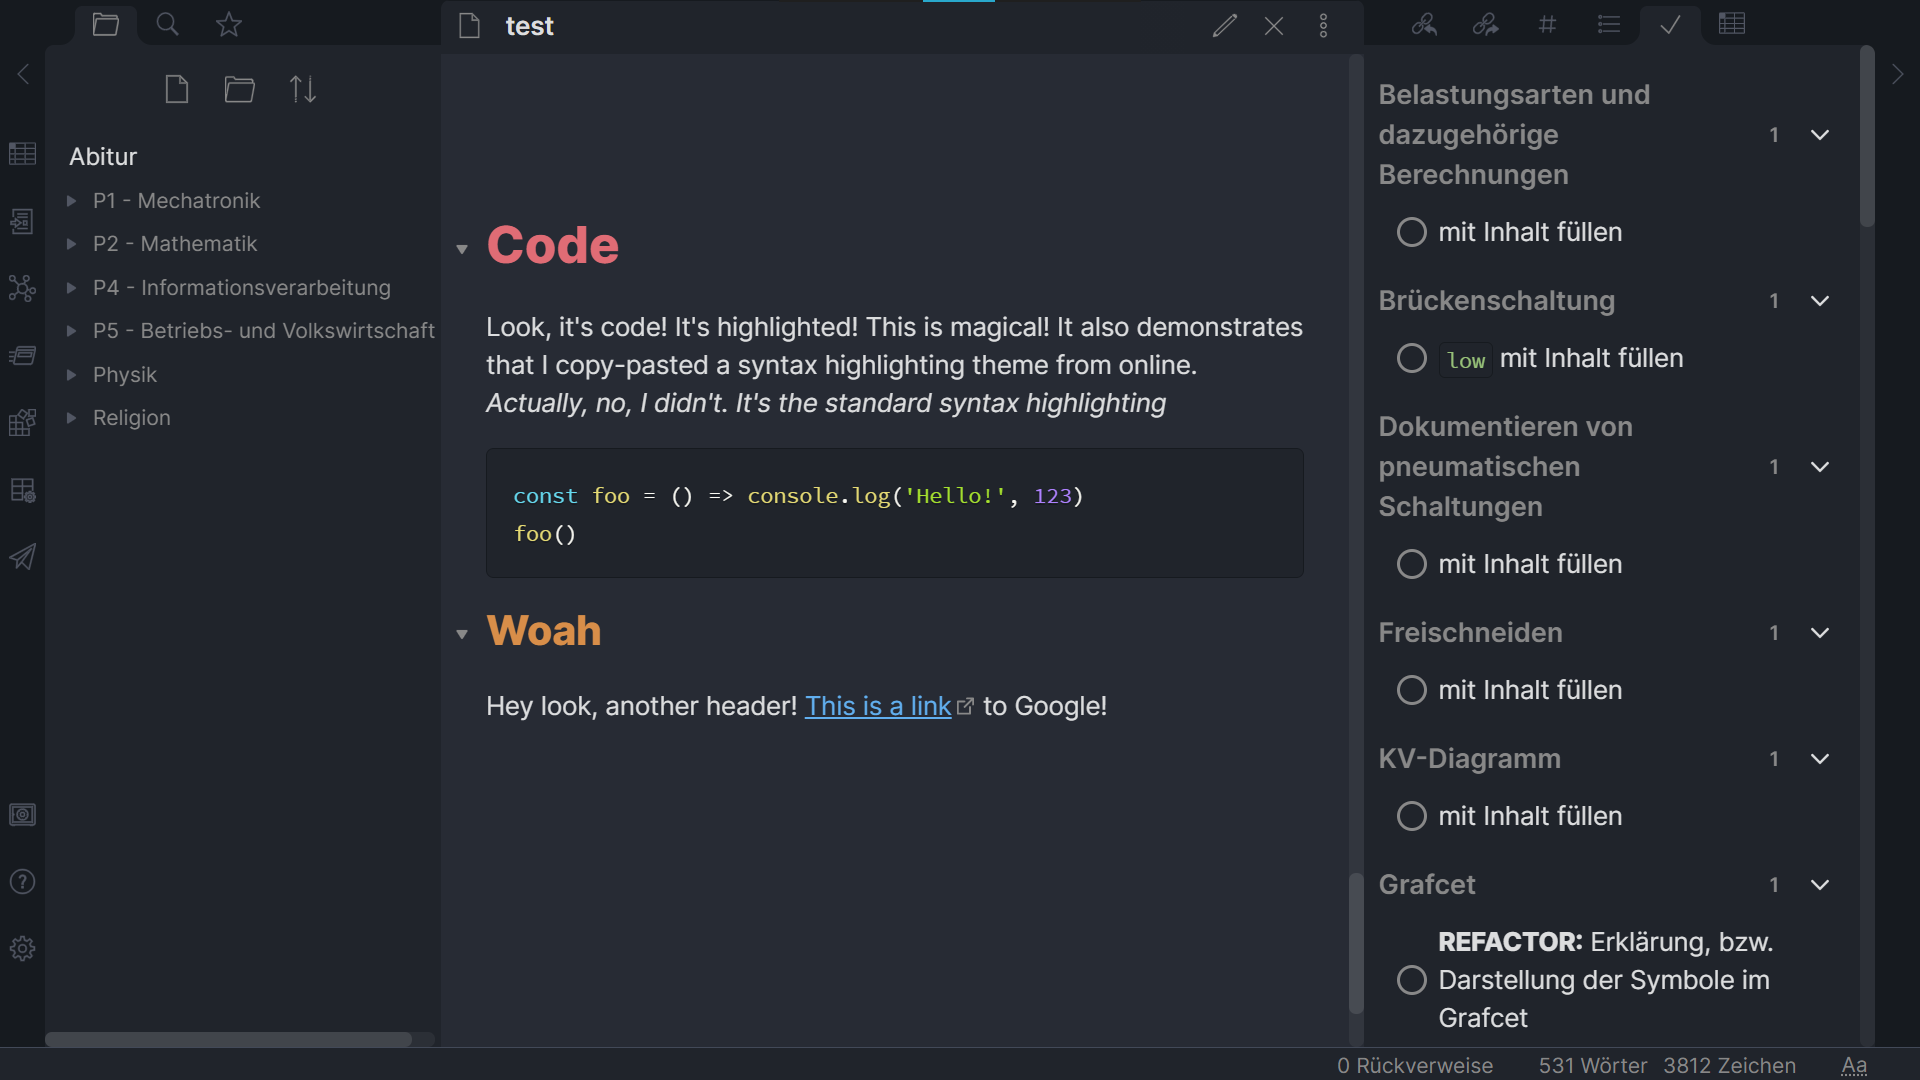 test
Abitur
P1 - Mechatronik
P2 - Mathematik
P4 - Informationsverarbeitung
P5 - Betriebs- und Volkswirtschaft
Physik
Religion
Code
Look, it's code! It's highlighted! This is magical! It also demonstrates
that I copy-pasted a syntax highlighting theme from online.
Actually, no, I didn't. It's the standard syntax highlighting
const foo = () => console.log('Hello!', 123)
foo()
Woah
Hey look, another header! This is a link to Google!
Belastungsarten und
dazugehörige 1
Berechnungen
mit Inhalt füllen
Brückenschaltung 1
low mit Inhalt füllen
Dokumentieren von
pneumatischen 1
Schaltungen
mit Inhalt füllen
Freischneiden 1
mit Inhalt füllen
KV-Diagramm 1
mit Inhalt füllen
Grafcet 1
REFACTOR: Erklärung, bzw.
Darstellung der Symbole im
Grafcet
0 Rückverweise 531 Wörter 3812 Zeichen Aa